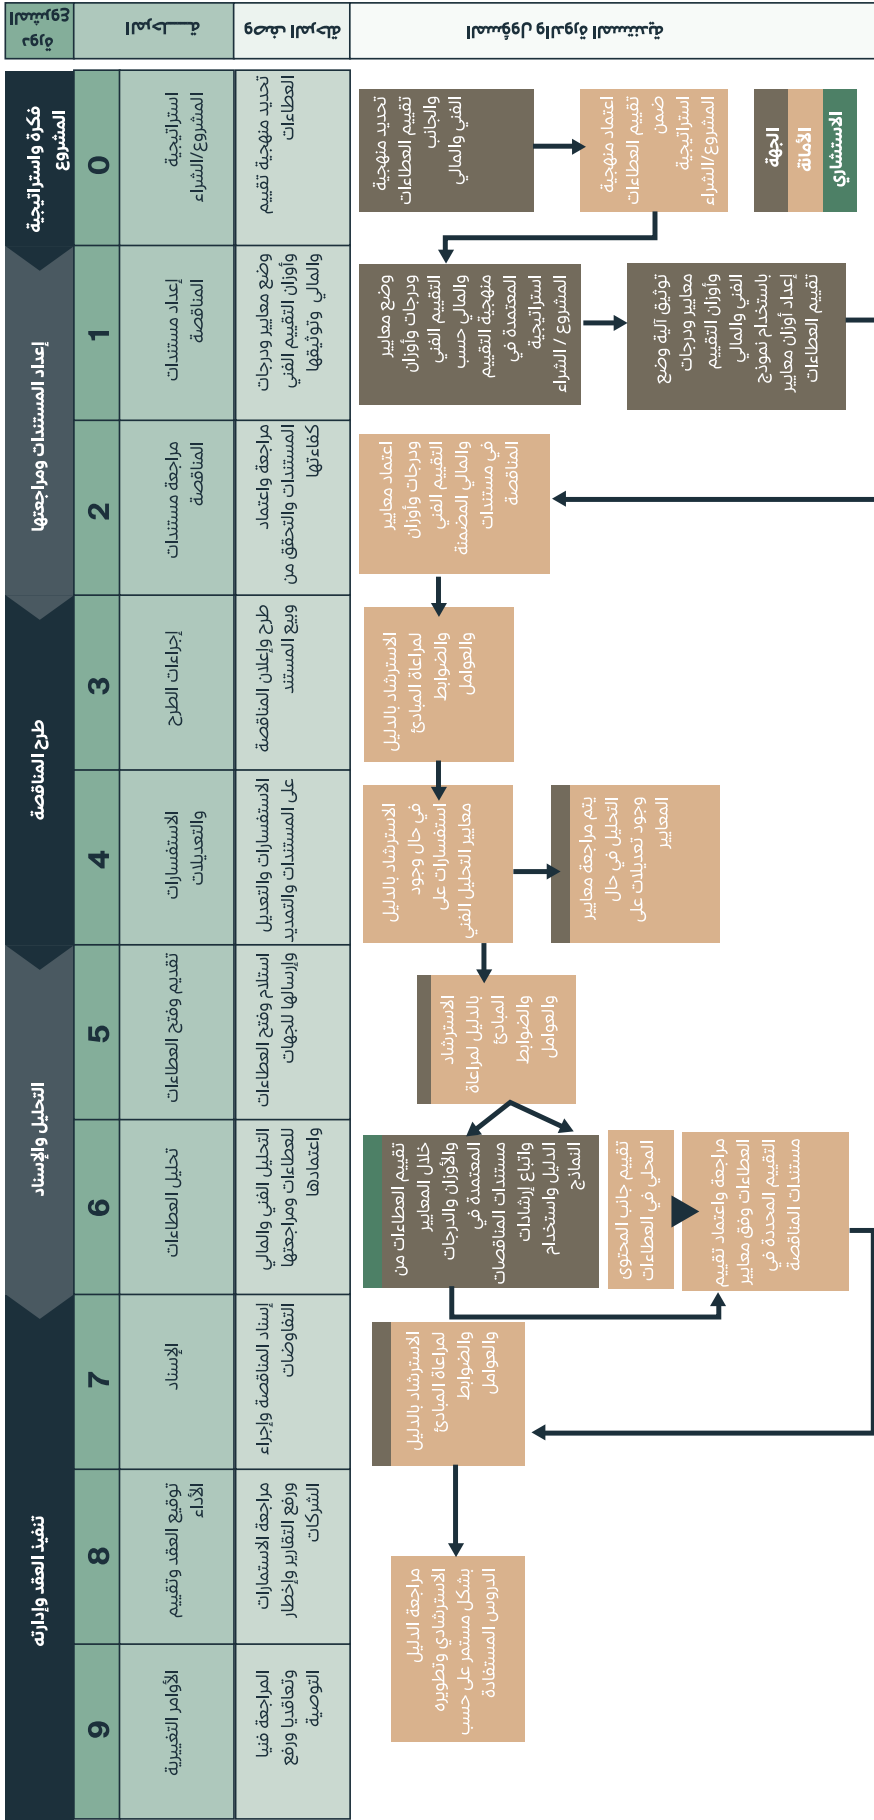 دورة
المشروع
المرحلــــة
وصف المرحلة
المستندية المسار والدورة والمسؤول
فكرة واستراتيجية
المشروع
إعداد المستندات ومراجعتها
طرح المناقصة
التحليل والإسناد
تنفيذ العقد وإدارته
0
استراتيجية
المشروع/الشراء
تحديد منهجية تقييم
العطاءات
1
إعداد مستندات
المناقصة
وضع معايير ودرجات
وأوزان التقييم الفني
والمالي وتوثيقها
2
مراجعة مستندات
المناقصة
مراجعة واعتماد
المستندات والتحقق من
كفاءتها
3
إجراءات الطرح
طرح وإعلان المناقصة
وبيع المستند
4
الاستفسارات
والتعديلات
الاستفسارات والتعديل
على المستندات والتمديد
5
تقديم وفتح العطاءات
استلام وفتح العطاءات
وإرسالها للجهات
6
تحليل العطاءات
التحليل الفني والمالي
للعطاءات ومراجعتها
واعتمادها
7
الإسناد
إسناد المناقصة وإجراء
التفاوضات
8
توقيع العقد وتقييم
الأداء
مراجعة الاستمارات
ورفع التقارير وإخطار
الشركات
9
الأوامر التغييرية
المراجعة فنيا
وتعاقديا ورفع
التوصية
الجهة
الأمانة
الاستشاري
تحديد منهجية
تقييم العطاءات
والجانب
الفني والمالي
اعتماد منهجية
تقييم العطاءات
ضمن
استراتيجية
المشروع/الشراء
وضع معايير
ودرجات وأوزان
التقييم الفني
والمالي حسب
منهجية التقييم
المعتمدة في
استراتيجية
المشروع / الشراء
توثيق آلية وضع
معايير ودرجات
وأوزان التقييم
الفني والمالي
باستخدام نموذج
إعداد أوزان معايير
تقييم العطاءات
اعتماد معايير
ودرجات وأوزان
التقييم الفني
والمالي المضمنة
في مستندات
المناقصة
الاسترشاد بالدليل
لمراعاة المبادئ
والضوابط
والعوامل
الاسترشاد بالدليل
في حال وجود
استفسارات على
معايير التحليل الفني
يتم مراجعة معايير
التحليل في حال
وجود تعديلات على
المعايير
الاسترشاد
بالدليل لمراعاة
المبادئ
والضوابط
والعوامل
تقييم العطاءات من
خلال المعايير
والأوزان والدرجات
المعتمدة في
مستندات المناقصات
واتباع إرشادات
الدليل واستخدام
النماذج
تقييم جانب المحتوى
المحلي في العطاءات
مراجعة واعتماد تقييم
العطاءات وفق معايير
التقييم المحددة في
مستندات المناقصة
الاسترشاد بالدليل
لمراعاة المبادئ
والضوابط
والعوامل
مراجعة الدليل
الاسترشادي وتطويره
بشكل مستمر على حسب
الدروس المستفادة